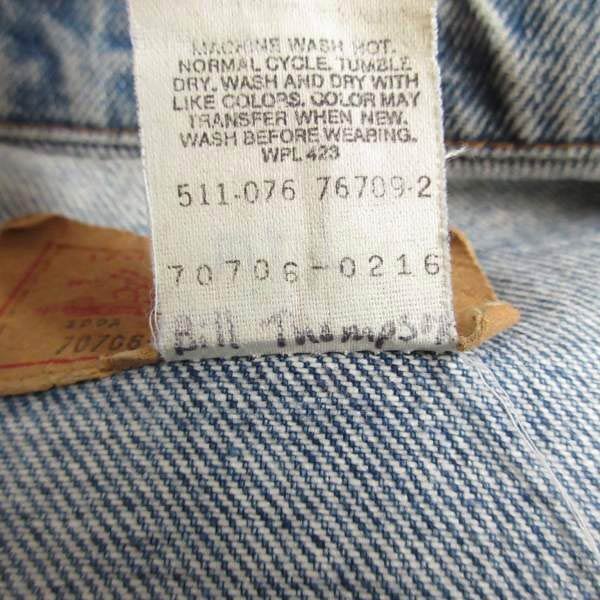 MACHINE WASH HOT.
NORMAL CYCLE. TUMBLE
DRY. WASH AND DRY WITH
LIKE COLORS. COLOR MAY
TRANSFER WHEN NEW.
WASH BEFORE WEARING.
WPL 423
511-076 76709-2
70706-0216
Bill Thompson
70706